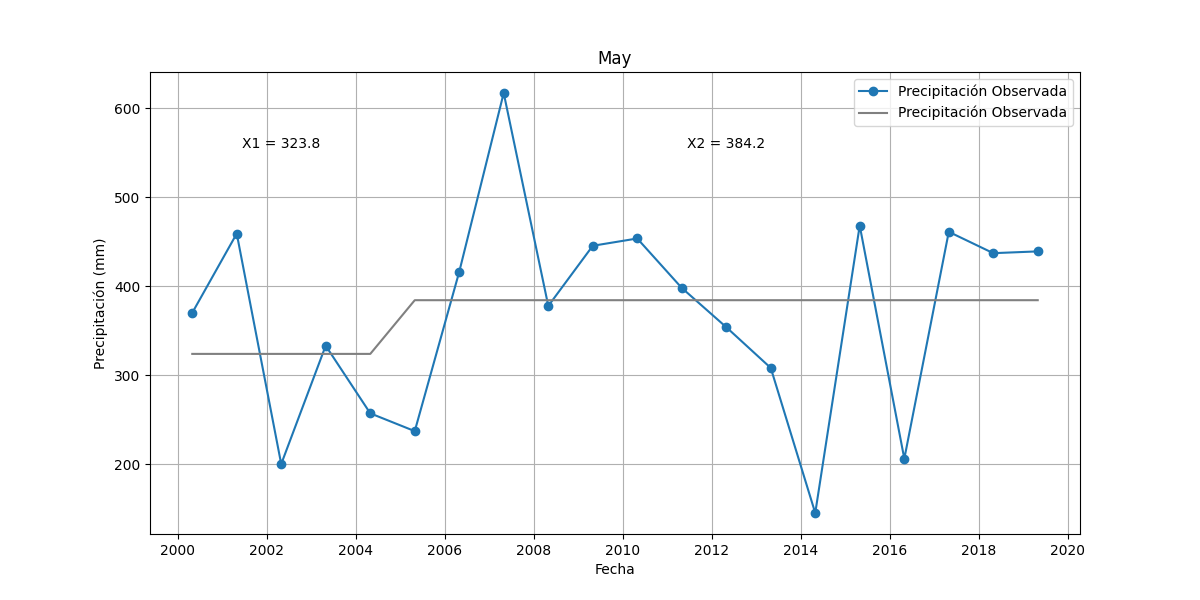 May
Precipitación Observada
Precipitación Observada
X1 = 323.8
X2 = 384.2
Precipitación (mm)
600
500
400
300
200
2000 2002 2004 2006 2008 2010 2012 2014 2016 2018 2020
Fecha